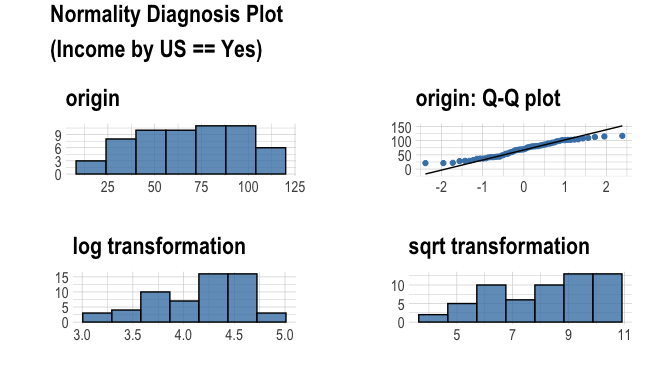 Normality Diagnosis Plot
(Income by US == Yes)
origin
9
6
3
0
25 50 75 100 125
origin: Q-Q plot
150
100
50
0
-2 -1 0 1 2
log transformation
15
10
5
0
3.0 3.5 4.0 4.5 5.0
sqrt transformation
10
5
0
5 7 9 11